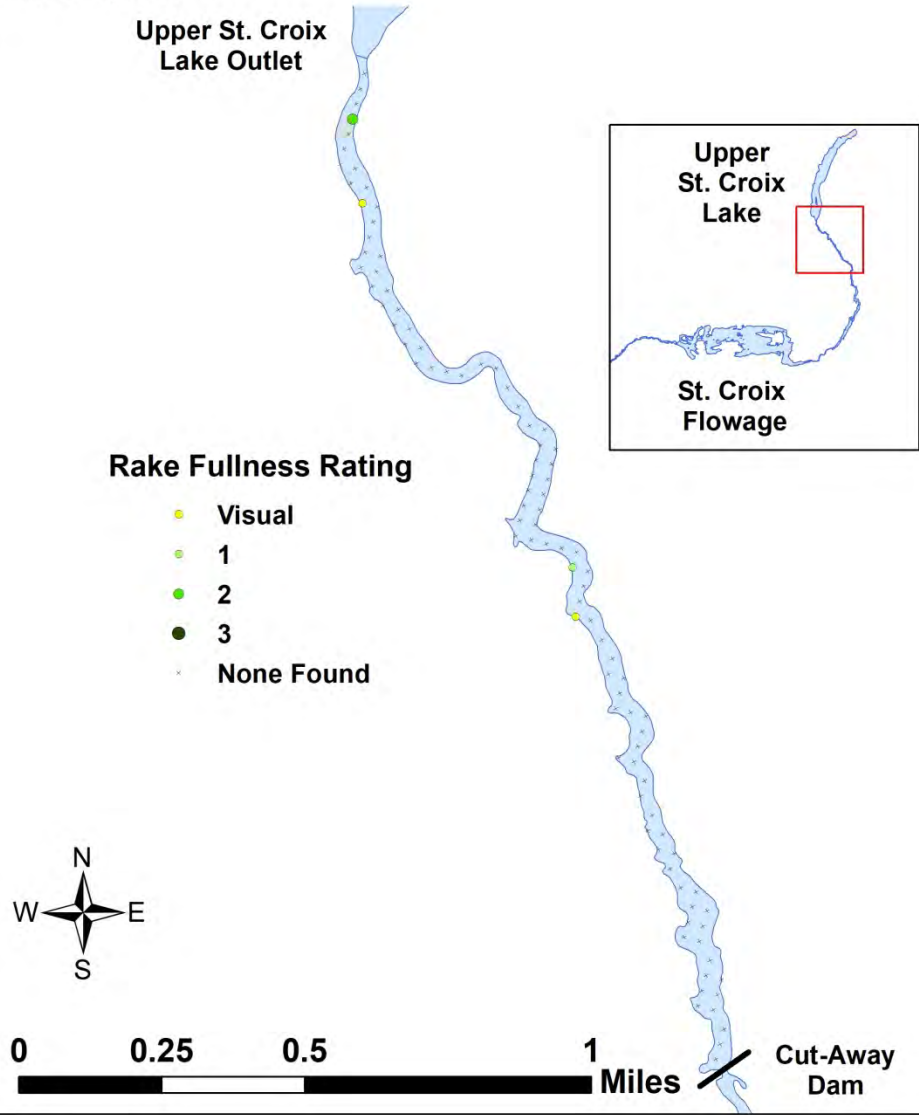 Upper St. Croix
Lake Outlet
Upper
St. Croix
Lake
St. Croix
Flowage
Rake Fullness Rating
Visual
1
2
3
None Found
N
W E
S
0 0.25 0.5 1
Miles
Cut-Away
Dam